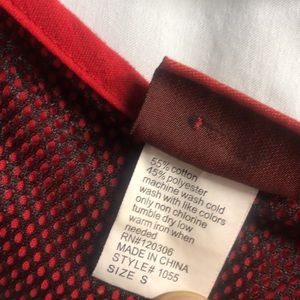 55% cotton
45% polyester
machine wash cold
wash with like colors
only non chlorine
tumble dry low
warm iron when
needed
RN#120306
MADE IN CHINA
STYLE# 1055
SIZE S